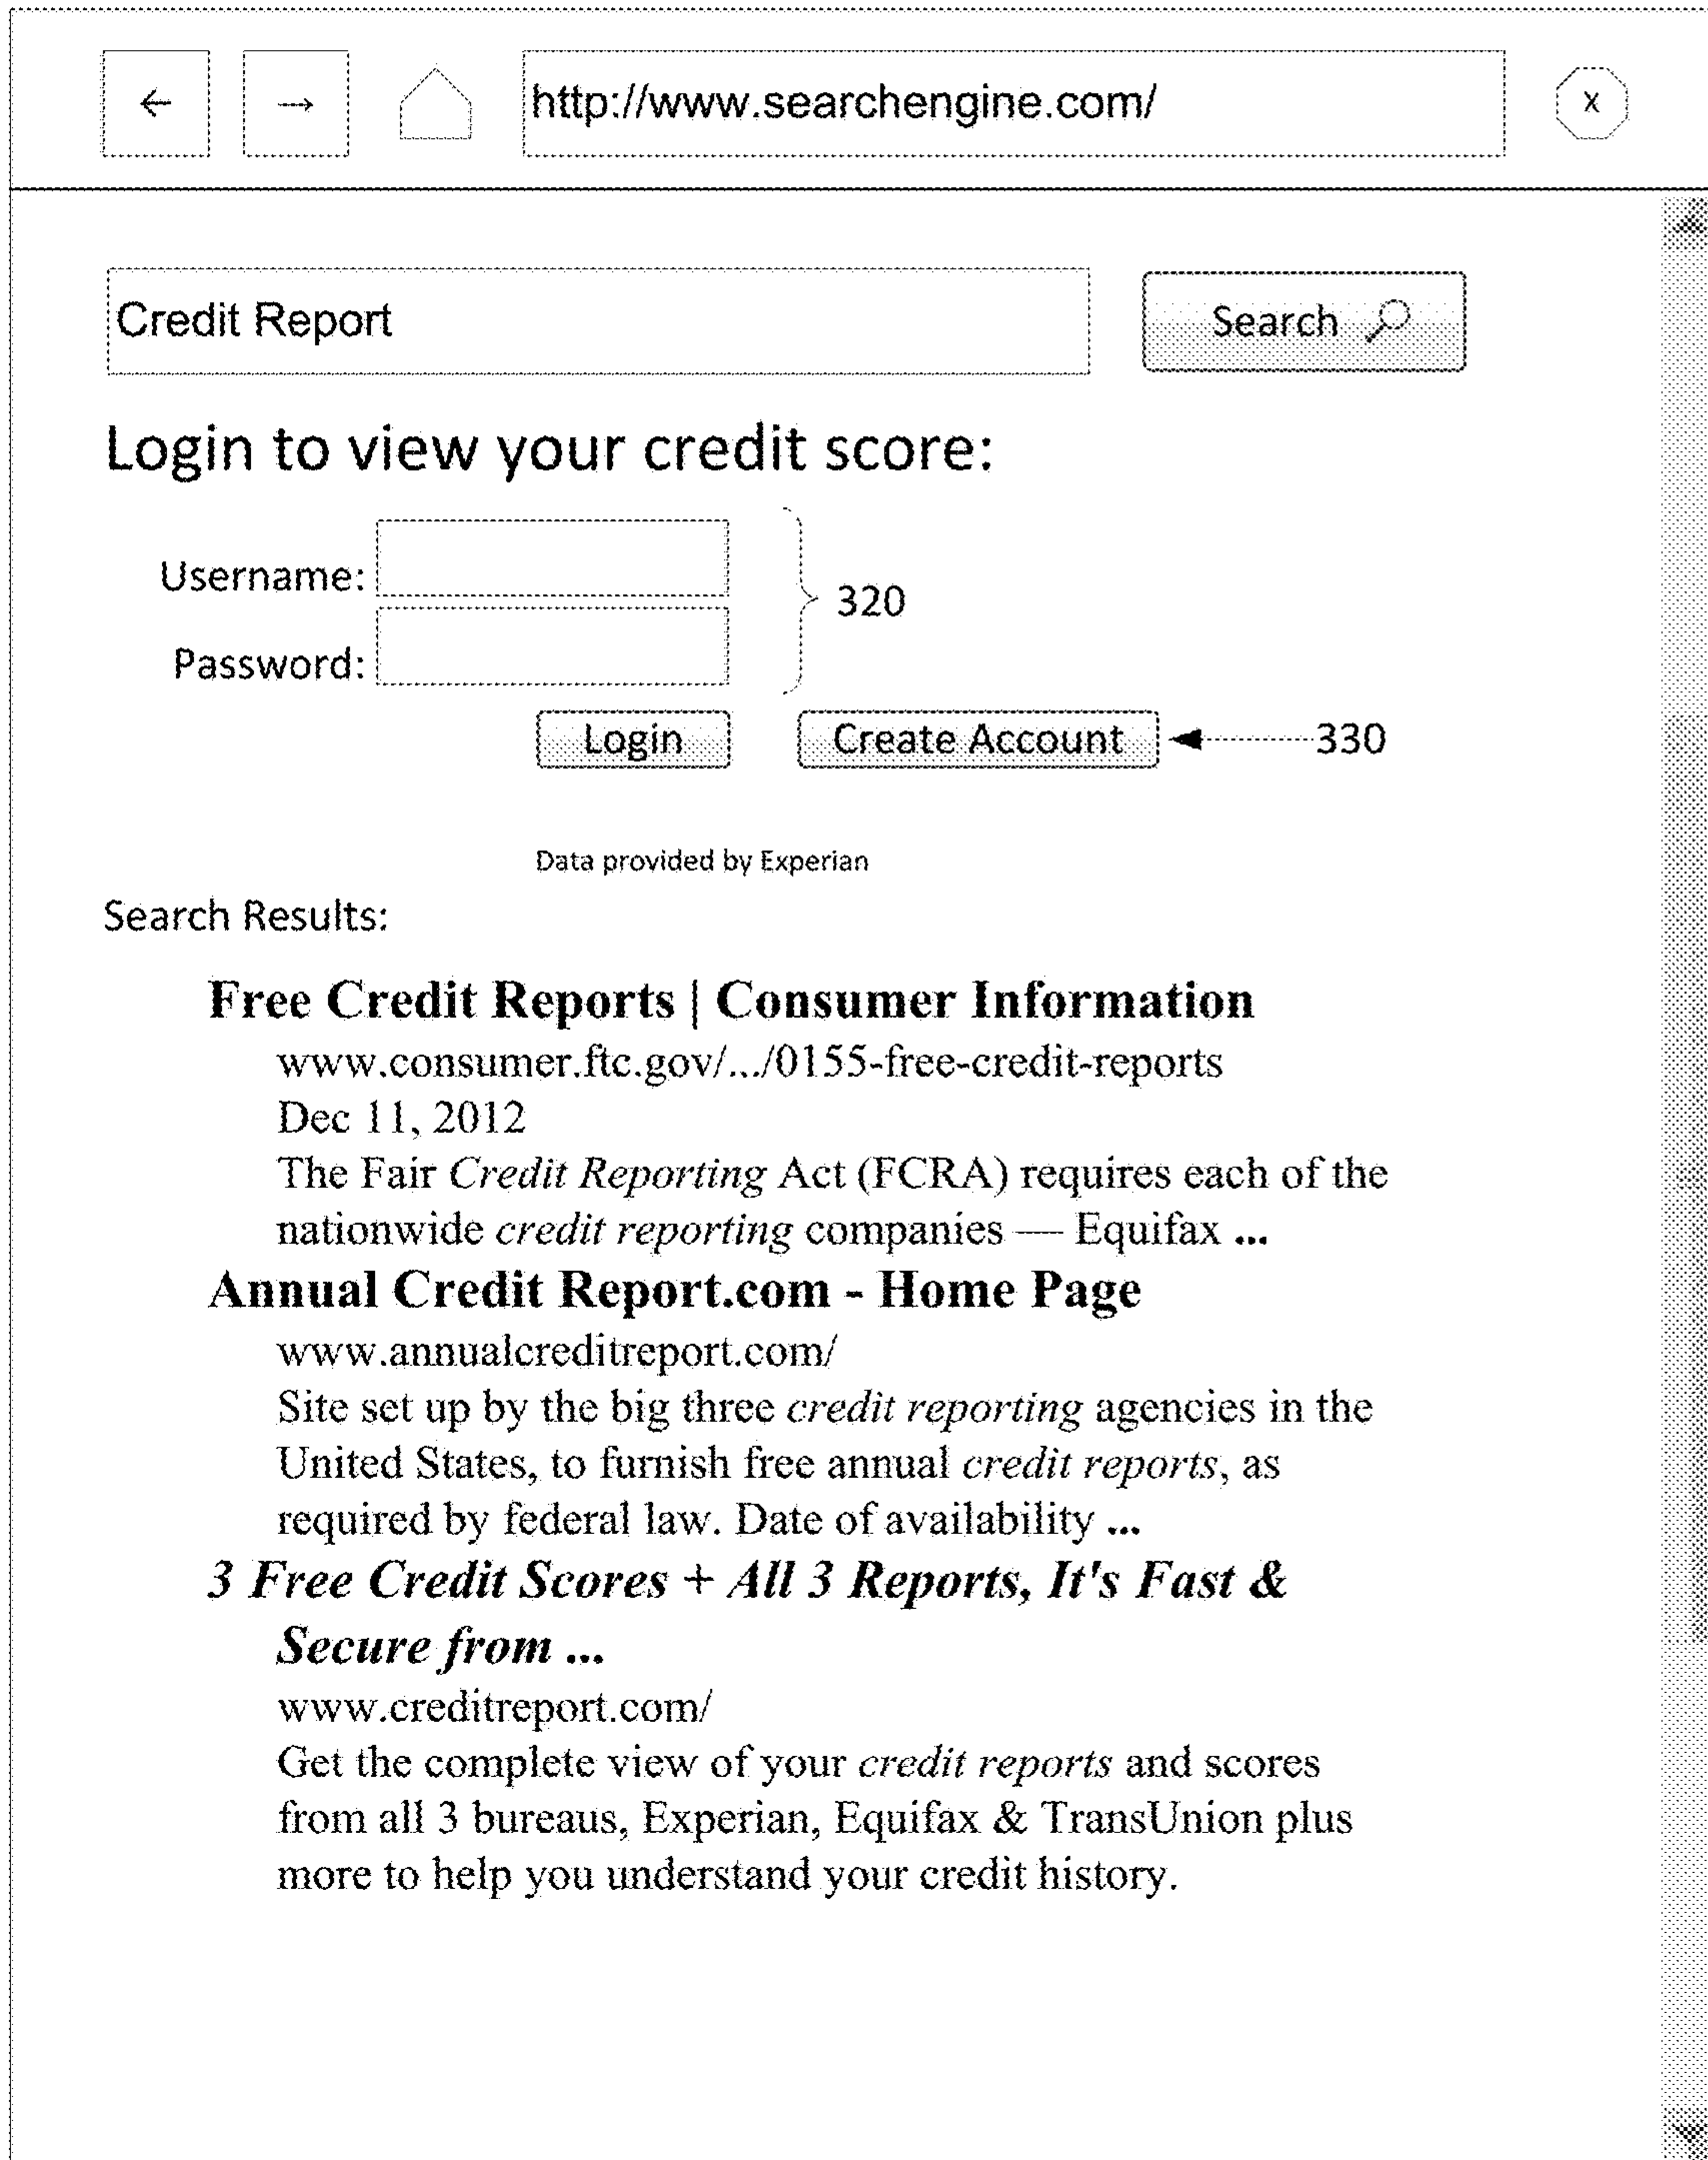 http://www.searchengine.com/
x
Credit Report
Search
Login to view your credit score:
Username:
320
Password:
Login
Create Account
330
Data provided by Experian
Search Results:
Free Credit Reports | Consumer Information
www.consumer.ftc.gov/.../0155-free-credit-reports
Dec 11, 2012
The Fair Credit Reporting Act (FCRA) requires each of the
nationwide credit reporting companies — Equifax ...
Annual Credit Report.com - Home Page
www.annualcreditreport.com/
Site set up by the big three credit reporting agencies in the
United States, to furnish free annual credit reports, as
required by federal law. Date of availability ...
3 Free Credit Scores + All 3 Reports, It's Fast &
Secure from ...
www.creditreport.com/
Get the complete view of your credit reports and scores
from all 3 bureaus, Experian, Equifax & TransUnion plus
more to help you understand your credit history.